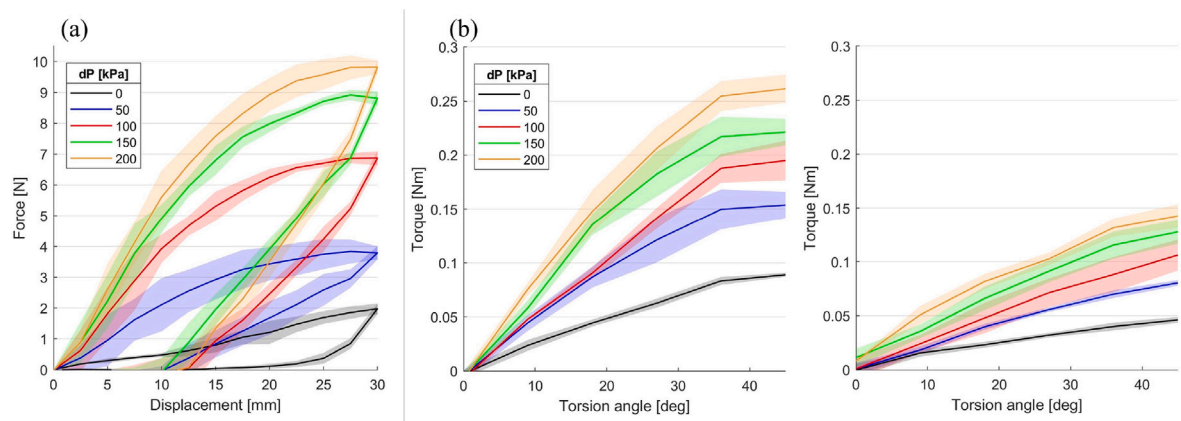 (a)
10
9
8
7
6
5
4
3
2
1
0
Force [N]
dP [kPa]
0
50
100
150
200
0 5 10 15 20 25 30
Displacement [mm]
(b)
0.3
0.25
0.2
0.15
0.1
0.05
0
Torque [Nm]
dP [kPa]
0
50
100
150
200
0 10 20 30 40
Torsion angle [deg]
0.3
0.25
0.2
0.15
0.1
0.05
0
Torque [Nm]
0 10 20 30 40
Torsion angle [deg]